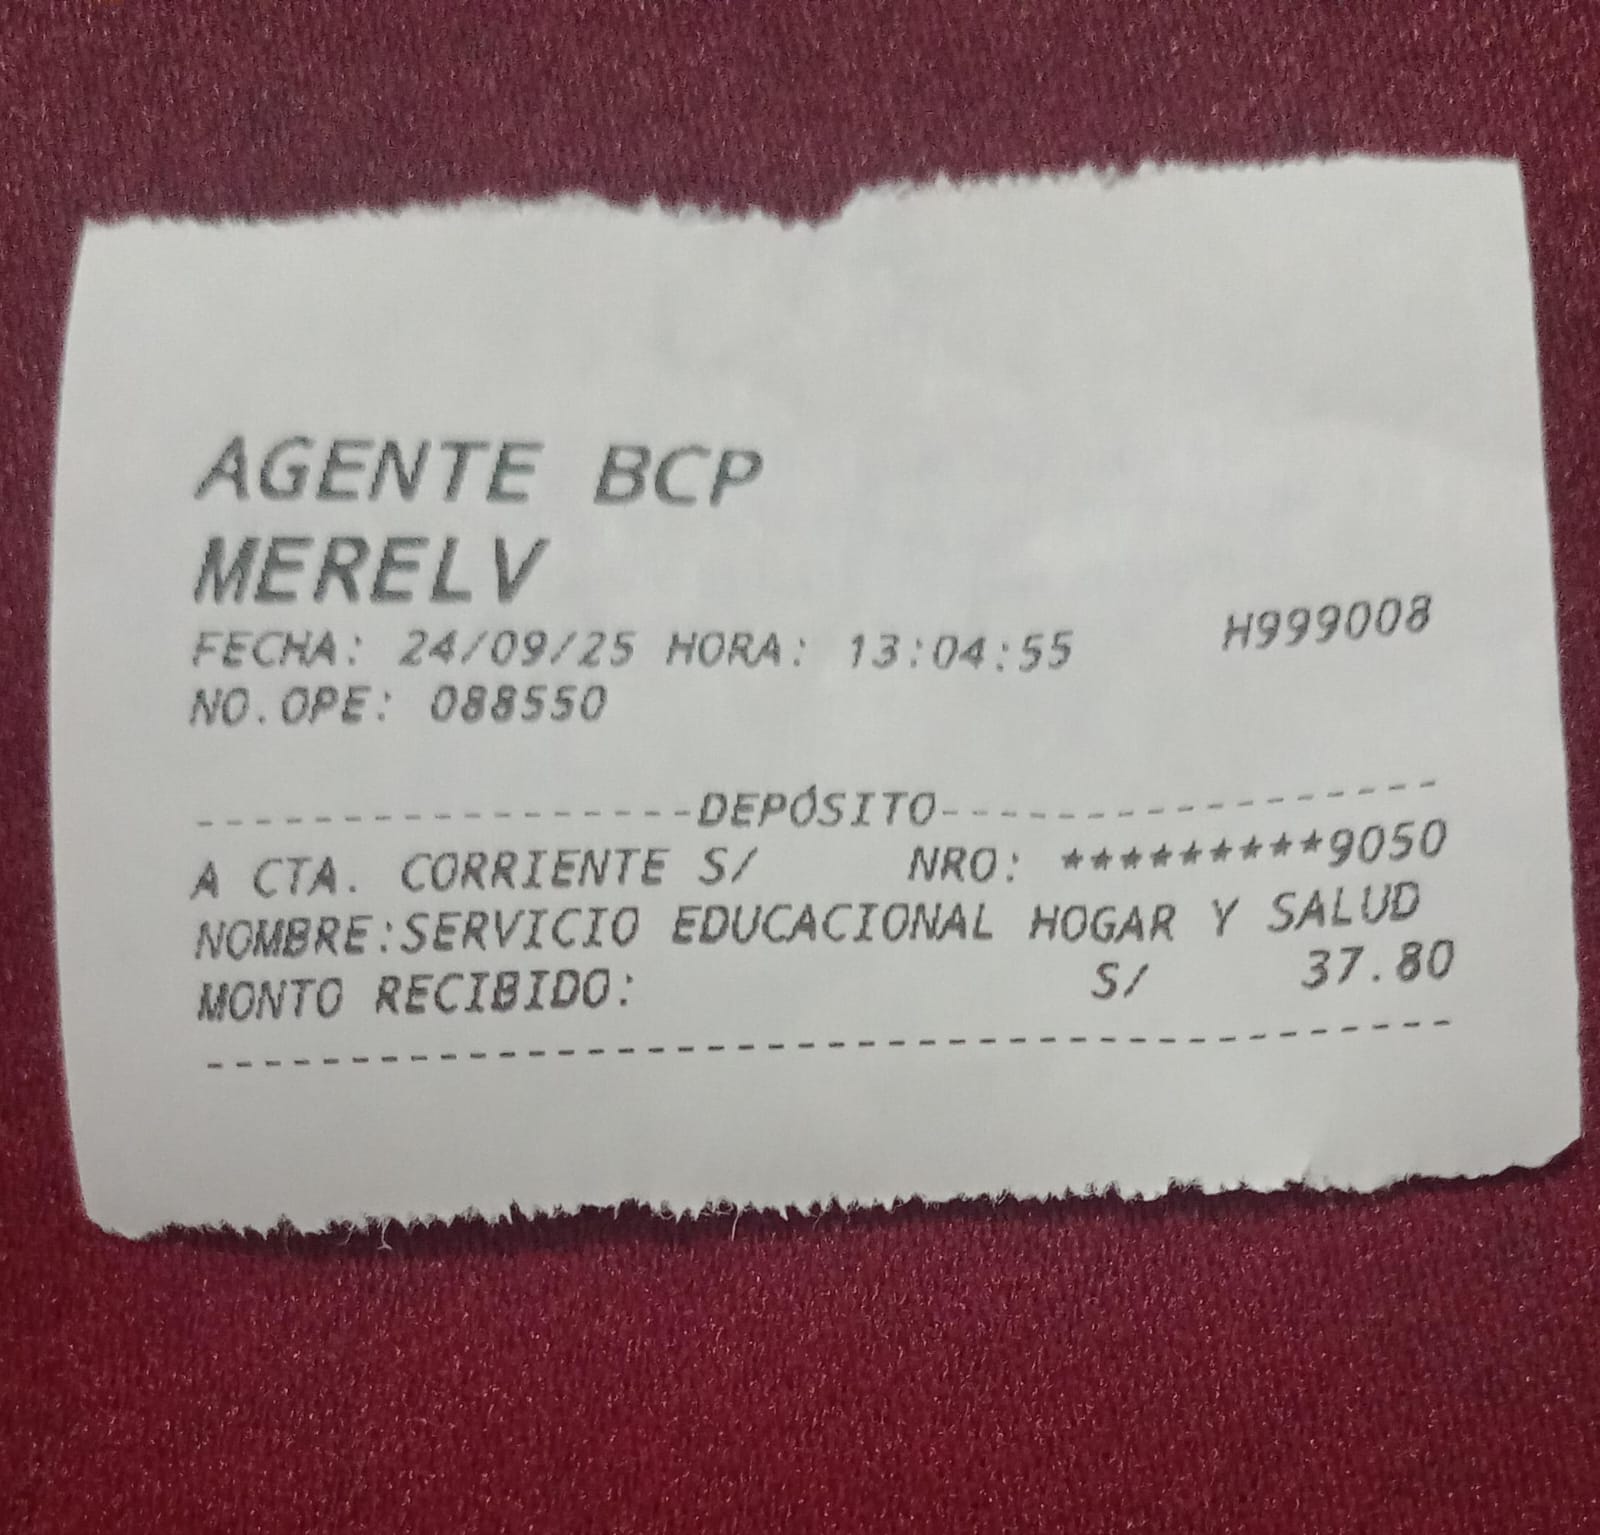 AGENTE BCP
MERELV
FECHA: 24/09/25 HORA: 13:04:55 H999008
NO.OPE: 088550
-----------------DEPÓSITO-----------------
A CTA. CORRIENTE S/ NRO: *********9050
NOMBRE:SERVICIO EDUCACIONAL HOGAR Y SALUD
MONTO RECIBIDO: S/ 37.80
-------------------------------------------